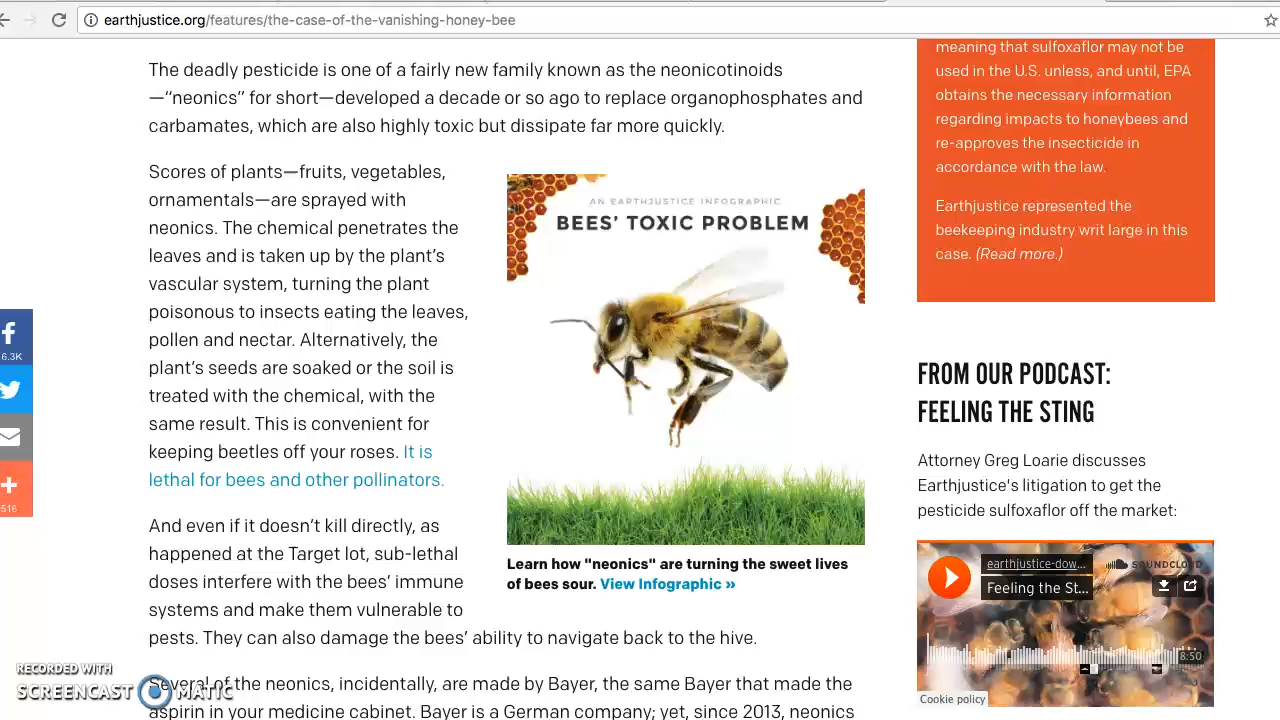 earthjustice.org/features/the-case-of-the-vanishing-honey-bee
The deadly pesticide is one of a fairly new family known as the neonicotinoids
—“neonics” for short—developed a decade or so ago to replace organophosphates and
carbamates, which are also highly toxic but dissipate far more quickly.
Scores of plants—fruits, vegetables,
ornamentals—are sprayed with
neonics. The chemical penetrates the
leaves and is taken up by the plant’s
vascular system, turning the plant
poisonous to insects eating the leaves,
pollen and nectar. Alternatively, the
plant’s seeds are soaked or the soil is
treated with the chemical, with the
same result. This is convenient for
keeping beetles off your roses. It is
lethal for bees and other pollinators.
And even if it doesn’t kill directly, as
happened at the Target lot, sub-lethal
doses interfere with the bees’ immune
systems and make them vulnerable to
pests. They can also damage the bees’ ability to navigate back to the hive.
Several of the neonics, incidentally, are made by Bayer, the same Bayer that made the
aspirin in your medicine cabinet. Bayer is a German company; yet, since 2013, neonics
AN EARTHJUSTICE INFOGRAPHIC
BEES’ TOXIC PROBLEM
Learn how "neonics" are turning the sweet lives
of bees sour. View Infographic »
meaning that sulfoxaflor may not be
used in the U.S. unless, and until, EPA
obtains the necessary information
regarding impacts to honeybees and
re-approves the insecticide in
accordance with the law.
Earthjustice represented the
beekeeping industry writ large in this
case. (Read more.)
FROM OUR PODCAST:
FEELING THE STING
Attorney Greg Loarie discusses
Earthjustice's litigation to get the
pesticide sulfoxaflor off the market:
earthjustice-dow...
SOUNDCLOUD
Feeling the St...
8:50
Cookie policy
6.3K
516
RECORDED WITH
SCREENCAST MATIC